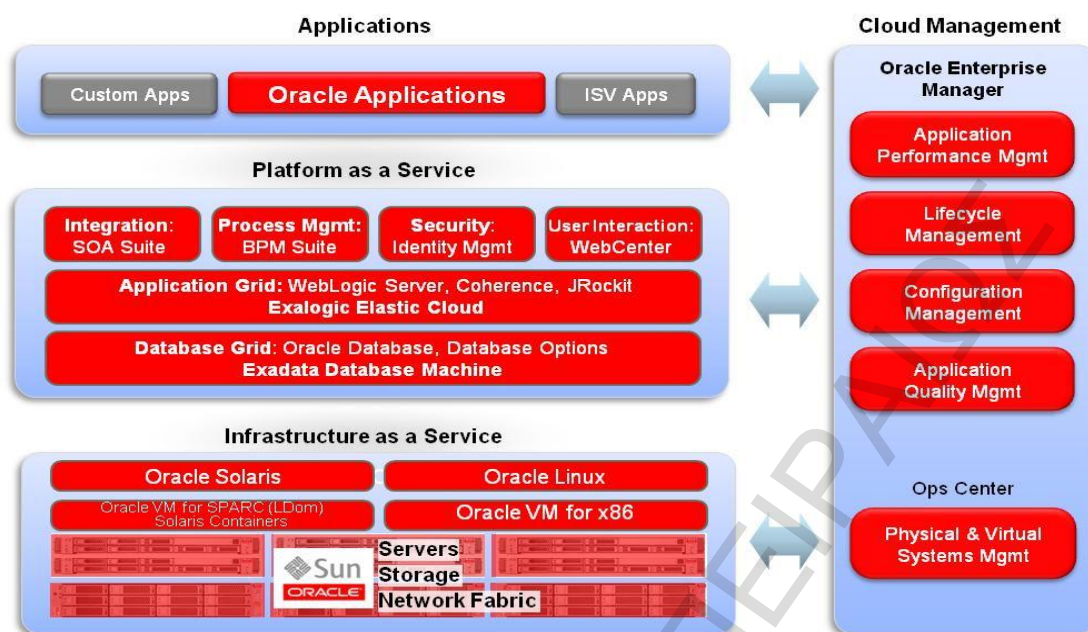 Applications
Custom Apps
Oracle Applications
ISV Apps
Platform as a Service
Integration:
SOA Suite
Process Mgmt:
BPM Suite
Security:
Identity Mgmt
User Interaction:
WebCenter
Application Grid: WebLogic Server, Coherence, JRockit
Exalogic Elastic Cloud
Database Grid: Oracle Database, Database Options
Exadata Database Machine
Infrastructure as a Service
Oracle Solaris
Oracle Linux
Oracle VM for SPARC (LDom)
Solaris Containers
Oracle VM for x86
Sun
ORACLE
Servers
Storage
Network Fabric
Cloud Management
Oracle Enterprise
Manager
Application
Performance Mgmt
Lifecycle
Management
Configuration
Management
Application
Quality Mgmt
Ops Center
Physical & Virtual
Systems Mgmt